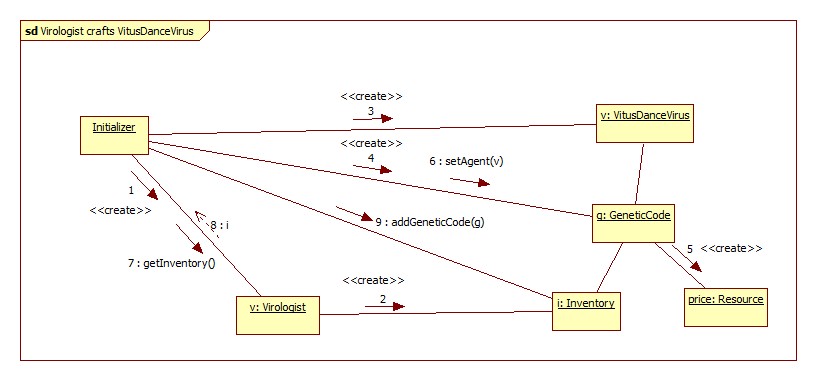 sd Virologist crafts VitusDanceVirus
<<create>>
3
v: VitusDanceVirus
Initializer
<<create>>
4
6 : setAgent(v)
1
<<create>>
8 : i
9 : addGeneticCode(g)
g: GeneticCode
5 <<create>>
7 : getInventory()
<<create>>
2
v: Virologist
i: Inventory
price: Resource